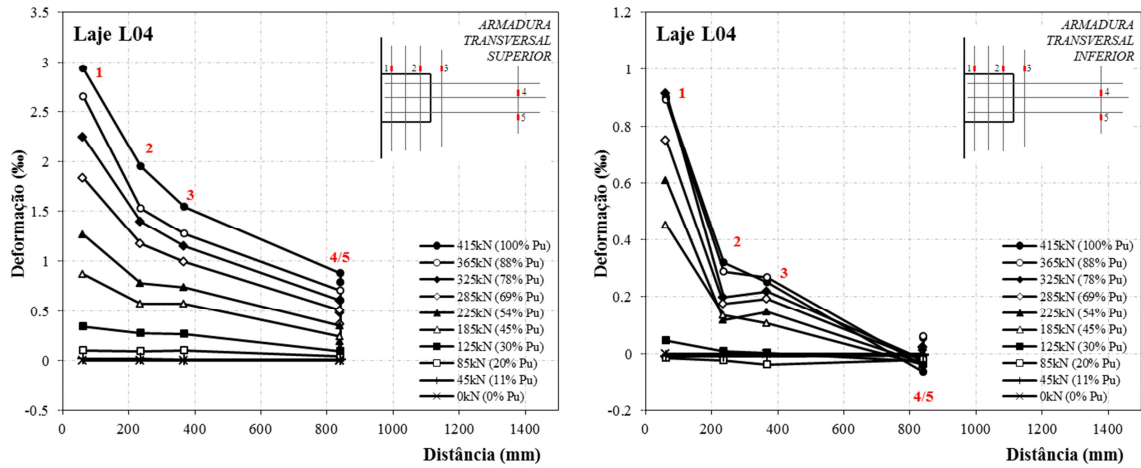 Laje L04
ARMADURA
TRANSVERSAL
SUPERIOR
1 2 3
4
5
1
2
3
4/5
3.5
3
2.5
2
1.5
1
0.5
0
-0.5
Deformação (‰)
415kN (100% Pu)
365kN (88% Pu)
325kN (78% Pu)
285kN (69% Pu)
225kN (54% Pu)
185kN (45% Pu)
125kN (30% Pu)
85kN (20% Pu)
45kN (11% Pu)
0kN (0% Pu)
0 200 400 600 800 1000 1200 1400
Distância (mm)
Laje L04
ARMADURA
TRANSVERSAL
INFERIOR
1 2 3
4
5
1
2
3
4/5
1.2
1
0.8
0.6
0.4
0.2
0
-0.2
Deformação (‰)
415kN (100% Pu)
365kN (88% Pu)
325kN (78% Pu)
285kN (69% Pu)
225kN (54% Pu)
185kN (45% Pu)
125kN (30% Pu)
85kN (20% Pu)
45kN (11% Pu)
0kN (0% Pu)
0 200 400 600 800 1000 1200 1400
Distância (mm)